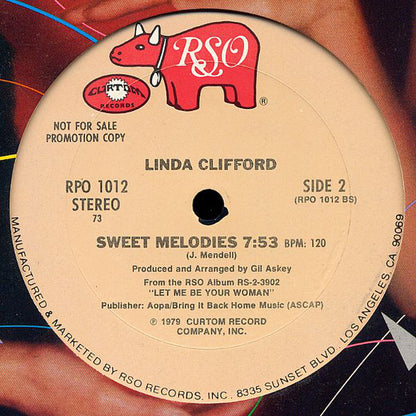 RSO
CURTOM
RECORDS
®
NOT FOR SALE
PROMOTION COPY
LINDA CLIFFORD
RPO 1012
STEREO
73
SIDE 2
(RPO 1012 BS)
SWEET MELODIES 7:53 BPM: 120
(J. Mendell)
Produced and Arranged by Gil Askey
From the RSO Album RS-2-3902
"LET ME BE YOUR WOMAN"
Publisher: Aopa/Bring It Back Home Music (ASCAP)
℗ © 1979 CURTOM RECORD
COMPANY, INC.
MANUFACTURED & MARKETED BY RSO RECORDS, INC. 8335 SUNSET BLVD. LOS ANGELES, CA. 90069